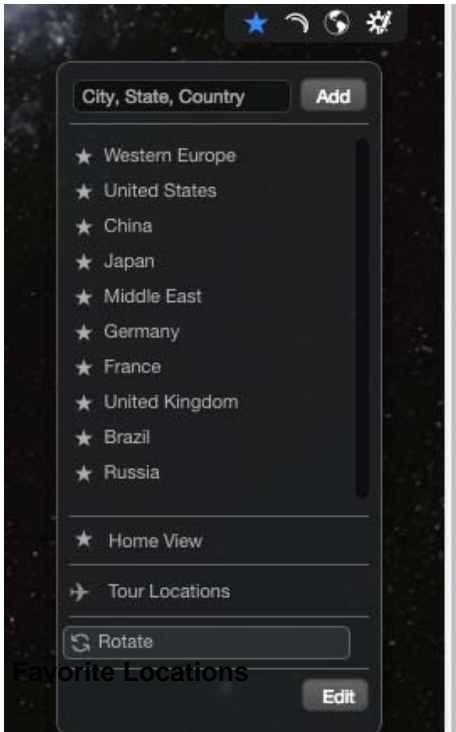 City, State, Country Add
Western Europe
United States
China
Japan
Middle East
Germany
France
United Kingdom
Brazil
Russia
Home View
Tour Locations
Rotate
Favorite Locations
Edit